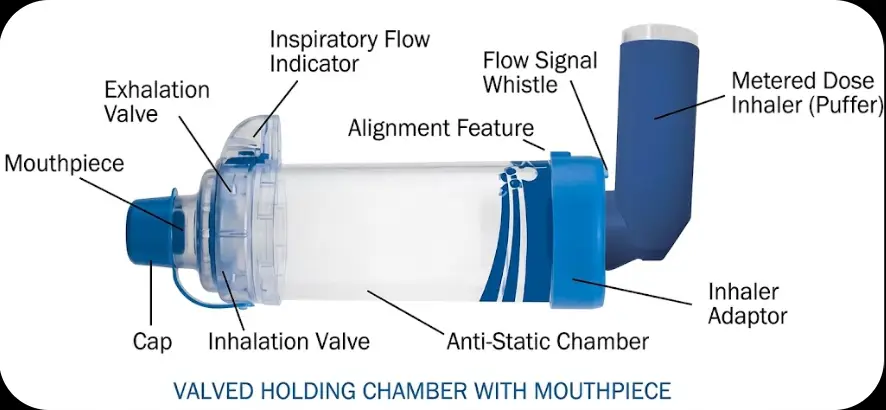 Inspiratory Flow
Indicator
Flow Signal
Whistle
Exhalation
Valve
Metered Dose
Inhaler (Puffer)
Alignment Feature
Mouthpiece
Inhaler
Adaptor
Cap
Inhalation Valve
Anti-Static Chamber
VALVED HOLDING CHAMBER WITH MOUTHPIECE